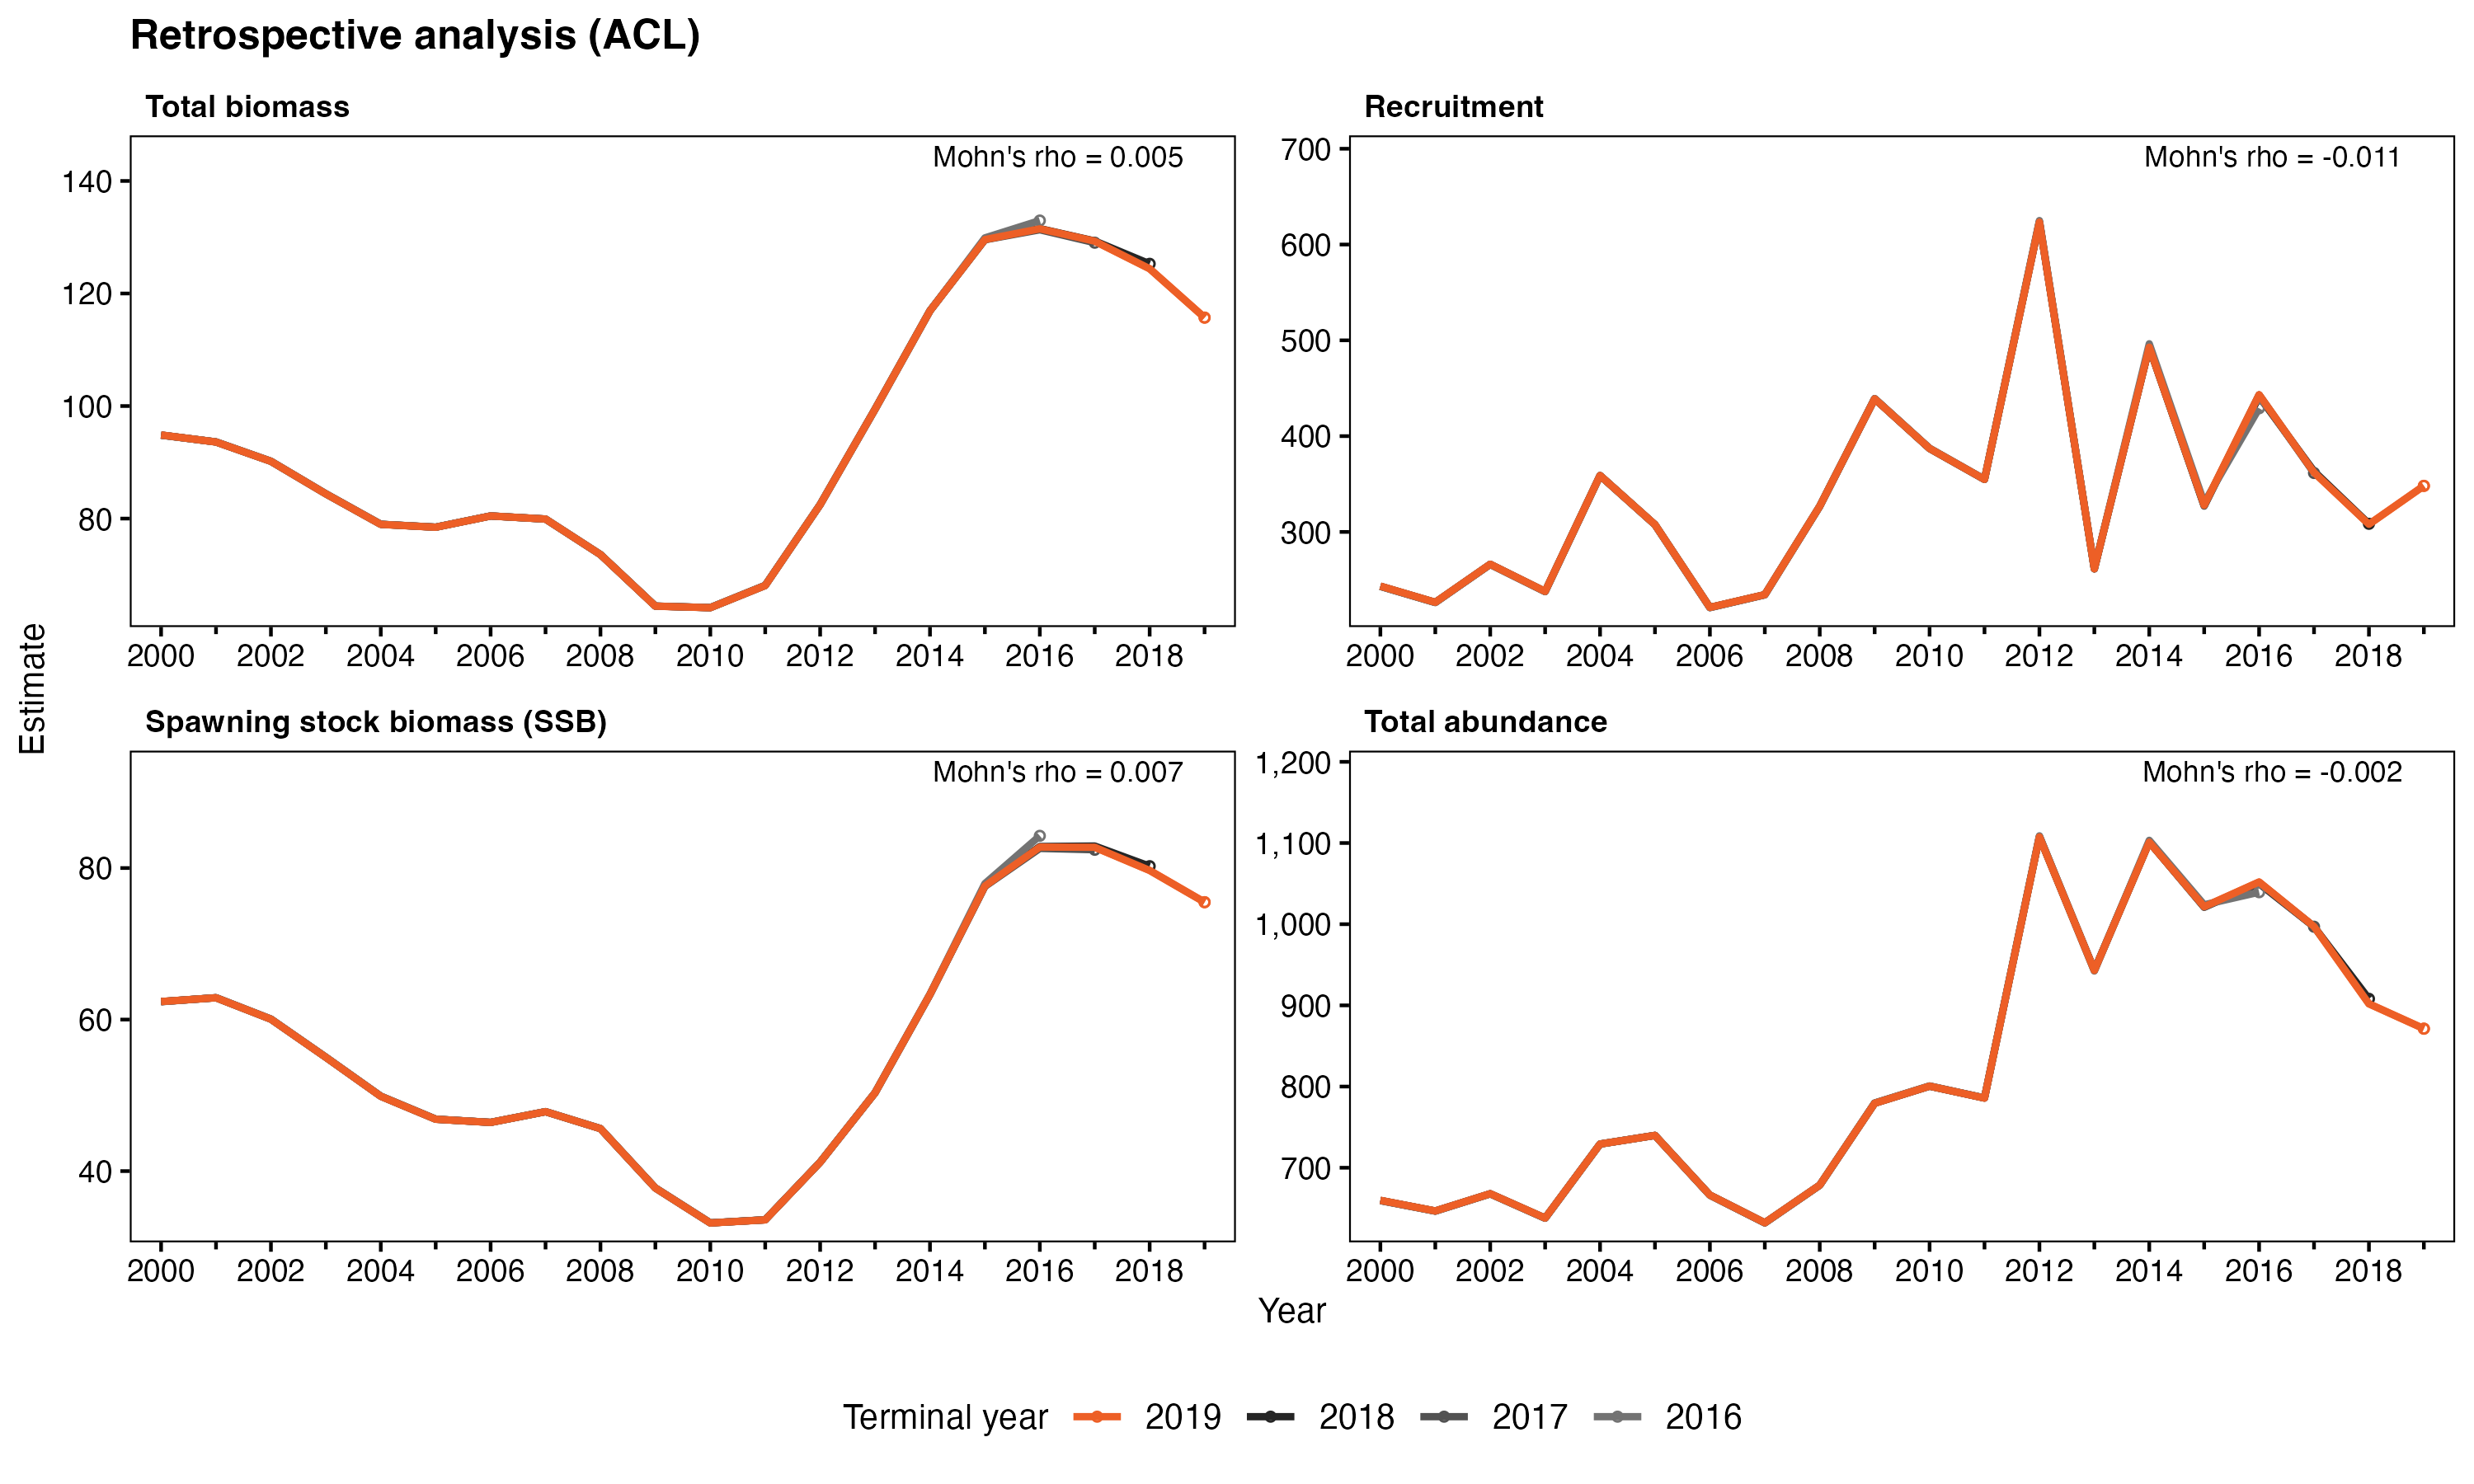 Retrospective analysis (ACL)
Total biomass
Mohn's rho = 0.005
140
120
100
80
2000 2002 2004 2006 2008 2010 2012 2014 2016 2018
Recruitment
Mohn's rho = -0.011
700
600
500
400
300
2000 2002 2004 2006 2008 2010 2012 2014 2016 2018
Estimate
Spawning stock biomass (SSB)
Mohn's rho = 0.007
80
60
40
2000 2002 2004 2006 2008 2010 2012 2014 2016 2018
Total abundance
Mohn's rho = -0.002
1,200
1,100
1,000
900
800
700
2000 2002 2004 2006 2008 2010 2012 2014 2016 2018
Year
Terminal year 2019 2018 2017 2016